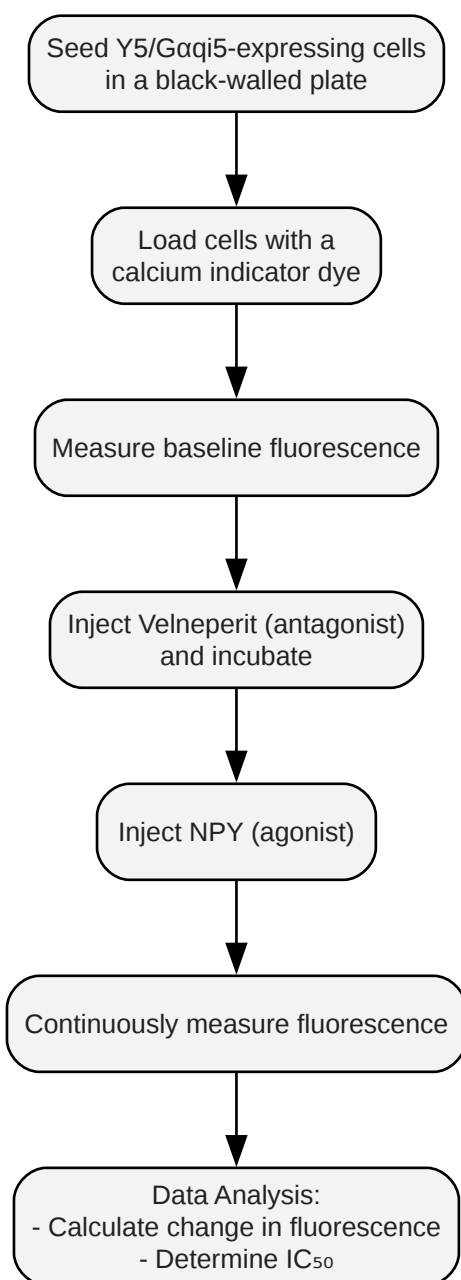 Seed Y5/Gαqi5-expressing cells
in a black-walled plate
Load cells with a
calcium indicator dye
Measure baseline fluorescence
Inject Velneperit (antagonist)
and incubate
Inject NPY (agonist)
Continuously measure fluorescence
Data Analysis:
- Calculate change in fluorescence
- Determine IC₅₀